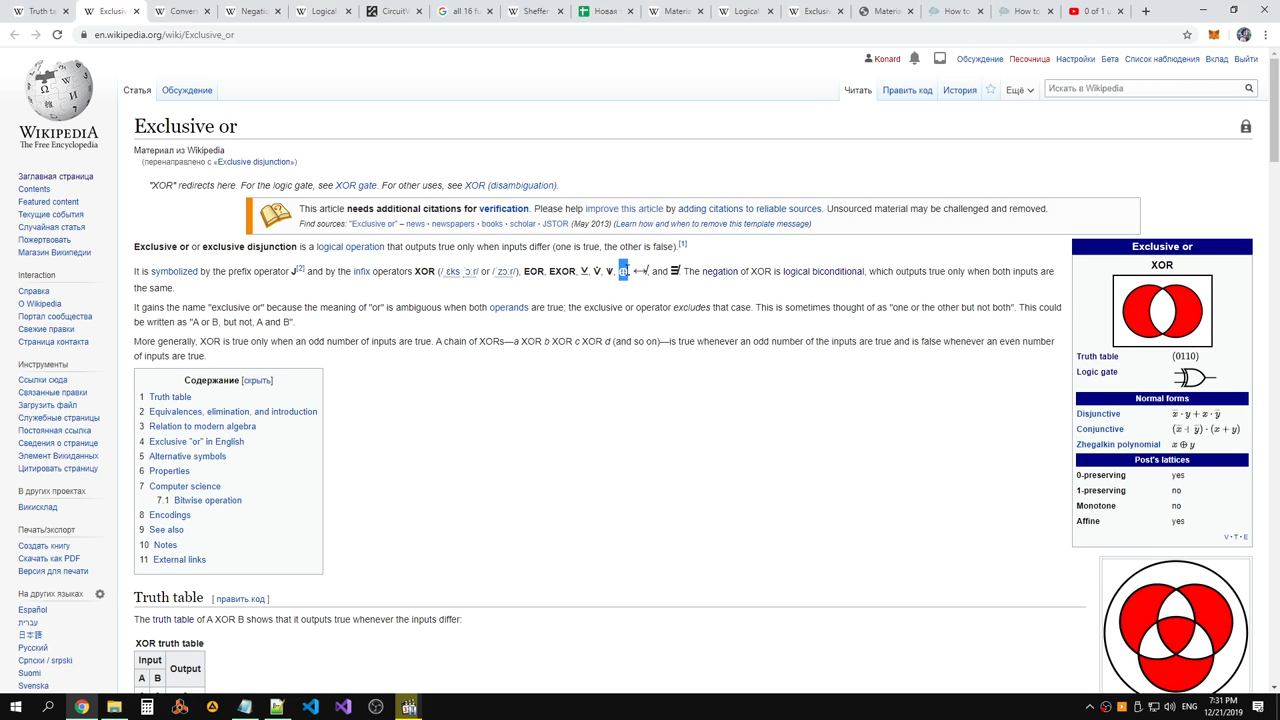 Wikipedia: Tr
Exclus
Negatio
Logical
CircuitV
all 16 fu
Sheffer
Hosaa
Materia
Logical
Exclusiv
Materia
How to
How to
0 of 1 u
en.wikipedia.org/wiki/Exclusive_or
Konard
Обсуждение
Песочница
Настройки
Бета
Список наблюдения
Вклад
Выйти
Статья
Обсуждение
Читать
Править код
История
Ещё
Искать в Wikipedia
WIKIPEDIA
The Free Encyclopedia
Заглавная страница
Contents
Featured content
Текущие события
Случайная статья
Пожертвовать
Магазин Википедии
Interaction
Справка
О Wikipedia
Портал сообщества
Свежие правки
Страница контакта
Инструменты
Ссылки сюда
Связанные правки
Загрузить файл
Служебные страницы
Постоянная ссылка
Сведения о странице
Элемент Викиданных
Цитировать страницу
В других проектах
Викисклад
Печать/экспорт
Создать книгу
Скачать как PDF
Версия для печати
На других языках
Español
עברית
日本語
Русский
Српски / srpski
Suomi
Svenska
Exclusive or
Материал из Wikipedia
(перенаправлено с «Exclusive disjunction»)
"XOR" redirects here. For the logic gate, see XOR gate. For other uses, see XOR (disambiguation).
This article needs additional citations for verification. Please help improve this article by adding citations to reliable sources. Unsourced material may be challenged and removed.
Find sources: "Exclusive or" – news · newspapers · books · scholar · JSTOR (May 2013) (Learn how and when to remove this template message)
Exclusive or or exclusive disjunction is a logical operation that outputs true only when inputs differ (one is true, the other is false).[1]
It is symbolized by the prefix operator J[2] and by the infix operators XOR (/ˌɛks ˈɔːr/ or /ˈzɔːr/), EOR, EXOR, ⊻, ⩒, ⩛, ⊕, ↮, and ≢. The negation of XOR is logical biconditional, which outputs true only when both inputs are
the same.
It gains the name "exclusive or" because the meaning of "or" is ambiguous when both operands are true; the exclusive or operator excludes that case. This is sometimes thought of as "one or the other but not both". This could
be written as "A or B, but not, A and B".
More generally, XOR is true only when an odd number of inputs are true. A chain of XORs—a XOR b XOR c XOR d (and so on)—is true whenever an odd number of the inputs are true and is false whenever an even number
of inputs are true.
Содержание [скрыть]
1 Truth table
2 Equivalences, elimination, and introduction
3 Relation to modern algebra
4 Exclusive “or” in English
5 Alternative symbols
6 Properties
7 Computer science
7.1 Bitwise operation
8 Encodings
9 See also
10 Notes
11 External links
Truth table [ править код ]
The truth table of A XOR B shows that it outputs true whenever the inputs differ:
XOR truth table
Input Output
A B
Exclusive or
XOR
Truth table (0110)
Logic gate
Normal forms
Disjunctive x̄ · y + x · ȳ
Conjunctive (x̄ + ȳ) · (x + y)
Zhegalkin polynomial x ⊕ y
Post's lattices
0-preserving yes
1-preserving no
Monotone no
Affine yes
V · T · E
ENG
7:31 PM
12/21/2019